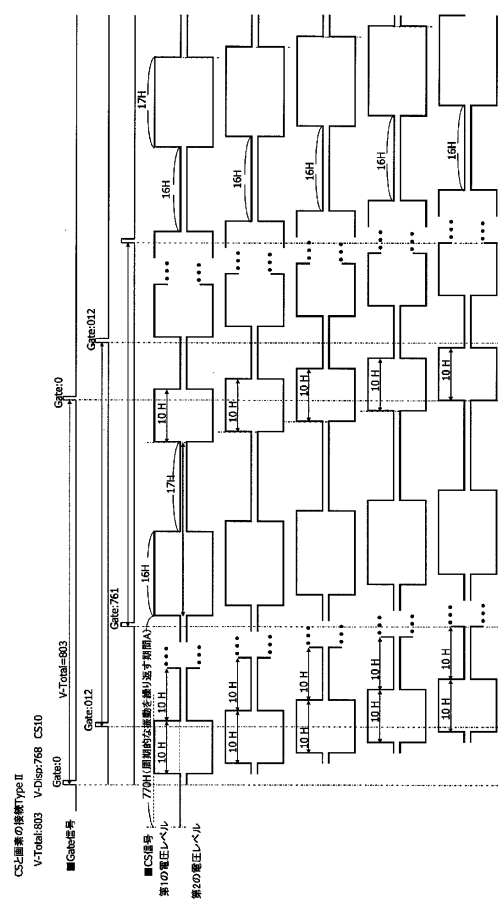 CSと画素の接続Type II
V-Total:803 V-Disp:768 CS10
■Gate信号
Gate:0
V-Total=803
Gate:0
Gate:012
Gate:012
Gate:761
■CS信号
第1の電圧レベル
第2の電圧レベル
770H(周期的な振動を繰り返す期間A)
10 H
10 H
16H
17H
10 H
16H
17H
10 H
10 H
10 H
16H
10 H
10 H
10 H
16H
10 H
10 H
10 H
16H
10 H
10 H
10 H
16H